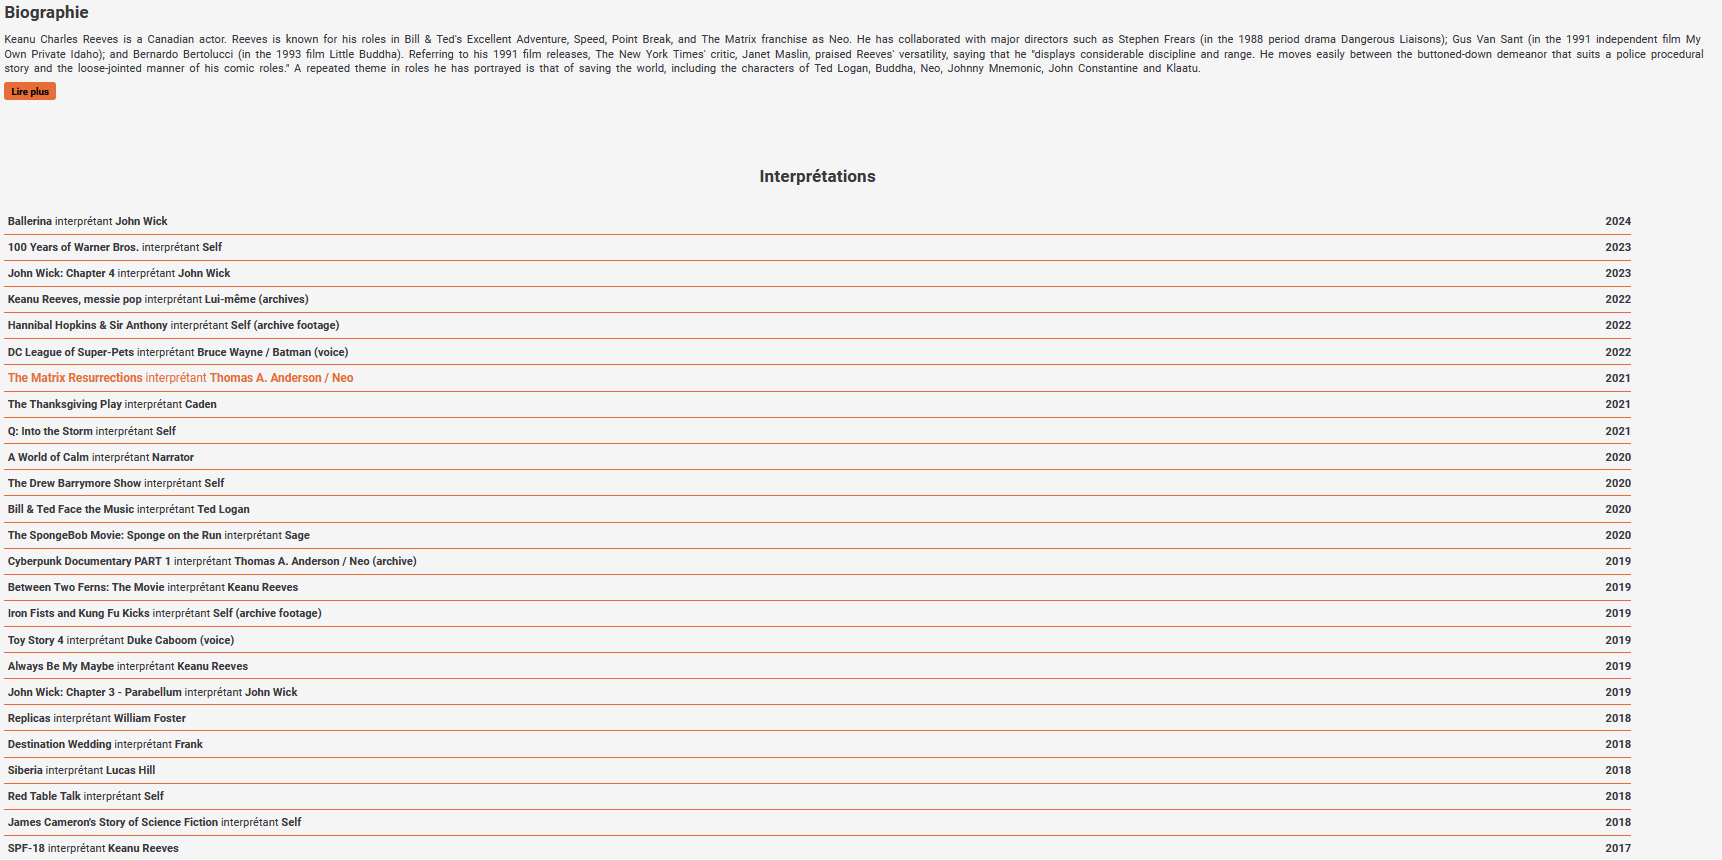 Biographie
Keanu Charles Reeves is a Canadian actor. Reeves is known for his roles in Bill & Ted's Excellent Adventure, Speed, Point Break, and The Matrix franchise as Neo. He has collaborated with major directors such as Stephen Frears (in the 1988 period drama Dangerous Liaisons); Gus Van Sant (in the 1991 independent film My
Own Private Idaho); and Bernardo Bertolucci (in the 1993 film Little Buddha). Referring to his 1991 film releases, The New York Times' critic, Janet Maslin, praised Reeves' versatility, saying that he "displays considerable discipline and range. He moves easily between the buttoned-down demeanor that suits a police procedural
story and the loose-jointed manner of his comic roles." A repeated theme in roles he has portrayed is that of saving the world, including the characters of Ted Logan, Buddha, Neo, Johnny Mnemonic, John Constantine and Klaatu.
Lire plus
Interprétations
Ballerina interprétant John Wick 2024
100 Years of Warner Bros. interprétant Self 2023
John Wick: Chapter 4 interprétant John Wick 2023
Keanu Reeves, messie pop interprétant Lui-même (archives) 2022
Hannibal Hopkins & Sir Anthony interprétant Self (archive footage) 2022
DC League of Super-Pets interprétant Bruce Wayne / Batman (voice) 2022
The Matrix Resurrections interprétant Thomas A. Anderson / Neo 2021
The Thanksgiving Play interprétant Caden 2021
Q: Into the Storm interprétant Self 2021
A World of Calm interprétant Narrator 2020
The Drew Barrymore Show interprétant Self 2020
Bill & Ted Face the Music interprétant Ted Logan 2020
The SpongeBob Movie: Sponge on the Run interprétant Sage 2020
Cyberpunk Documentary PART 1 interprétant Thomas A. Anderson / Neo (archive) 2019
Between Two Ferns: The Movie interprétant Keanu Reeves 2019
Iron Fists and Kung Fu Kicks interprétant Self (archive footage) 2019
Toy Story 4 interprétant Duke Caboom (voice) 2019
Always Be My Maybe interprétant Keanu Reeves 2019
John Wick: Chapter 3 - Parabellum interprétant John Wick 2019
Replicas interprétant William Foster 2018
Destination Wedding interprétant Frank 2018
Siberia interprétant Lucas Hill 2018
Red Table Talk interprétant Self 2018
James Cameron's Story of Science Fiction interprétant Self 2018
SPF-18 interprétant Keanu Reeves 2017